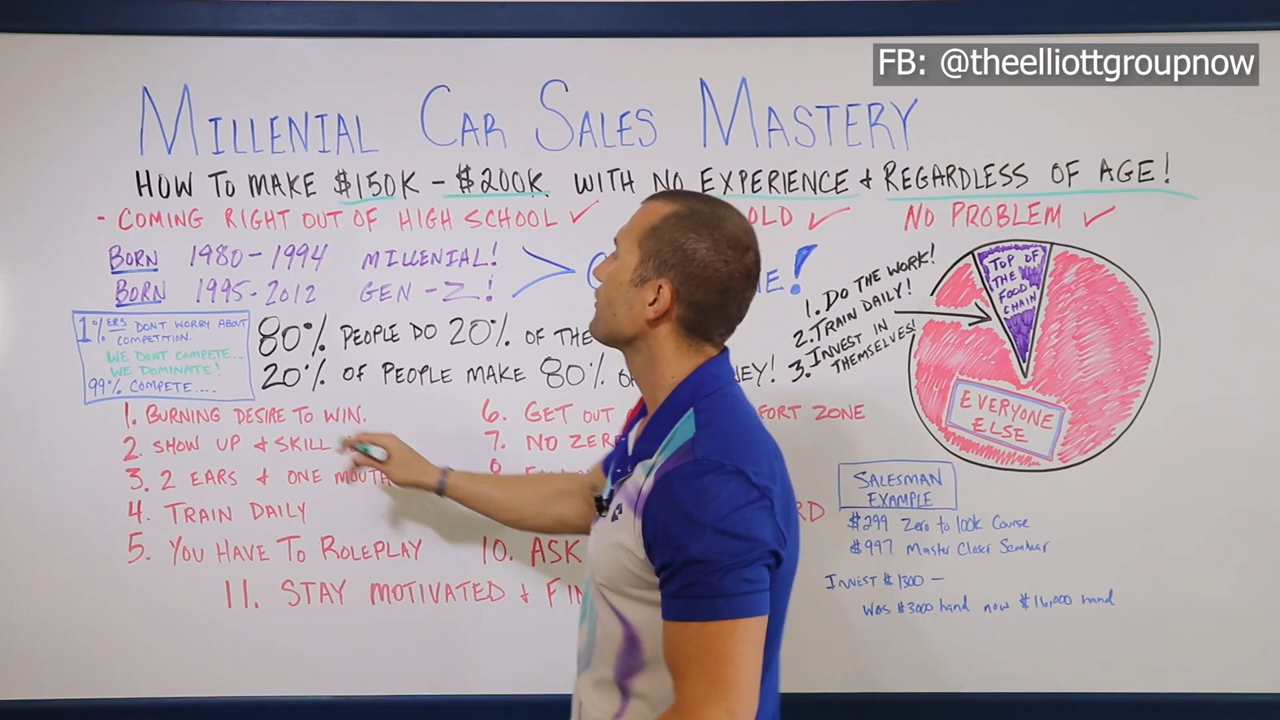 FB: @theelliottgroupnow
MILLENIAL CAR SALES MASTERY
HOW TO MAKE $150K - $200K WITH NO EXPERIENCE & REGARDLESS OF AGE!
- COMING RIGHT OUT OF HIGH SCHOOL ✓ OLD ✓ NO PROBLEM ✓
BORN 1980-1994 MILLENIAL!
BORN 1995-2012 GEN-Z!
1%ERS DONT WORRY ABOUT
COMPETITION.
WE DONT COMPETE...
WE DOMINATE!
99% COMPETE....
80% PEOPLE DO 20% OF THE
20% OF PEOPLE MAKE 80%
1. DO THE WORK!
2. TRAIN DAILY!
3. INVEST IN
THEMSELVES!
TOP OF
THE
FOOD
CHAIN
EVERYONE
ELSE
1. BURNING DESIRE TO WIN.
2. SHOW UP & SKILL
3. 2 EARS & ONE MOUTH
4. TRAIN DAILY
5. YOU HAVE TO ROLEPLAY
6. GET OUT ZONE
7. NO
8.
10. ASK
11. STAY MOTIVATED &
SALESMAN
EXAMPLE
$299 Zero to 100k Course
$997 Master Closer Seminar
INVEST $1300 -
Was $3000 hand now $16,000 hand